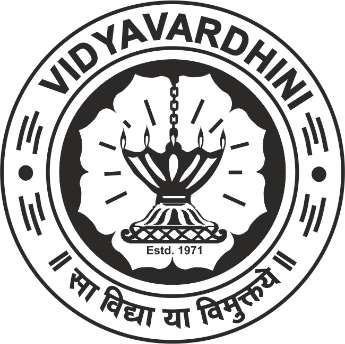 VIDYAVARDHINI
Estd. 1971
॥ सा विद्या या विमुक्तये ॥